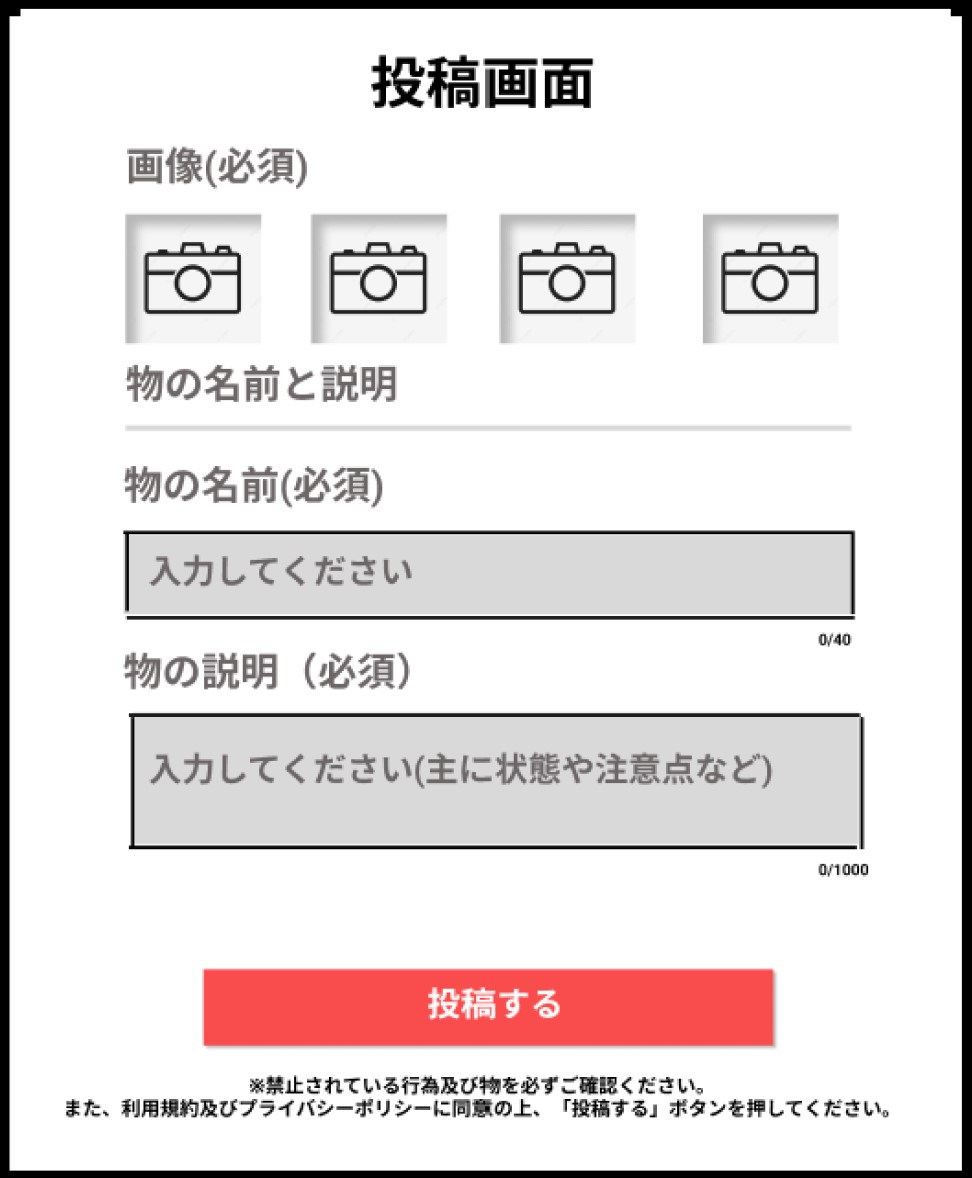 投稿画面
画像(必須)
物の名前と説明
物の名前(必須)
入力してください
0/40
物の説明（必須）
入力してください(主に状態や注意点など)
0/1000
投稿する
※禁止されている行為及び物を必ずご確認ください。
また、利用規約及びプライバシーポリシーに同意の上、「投稿する」ボタンを押してください。